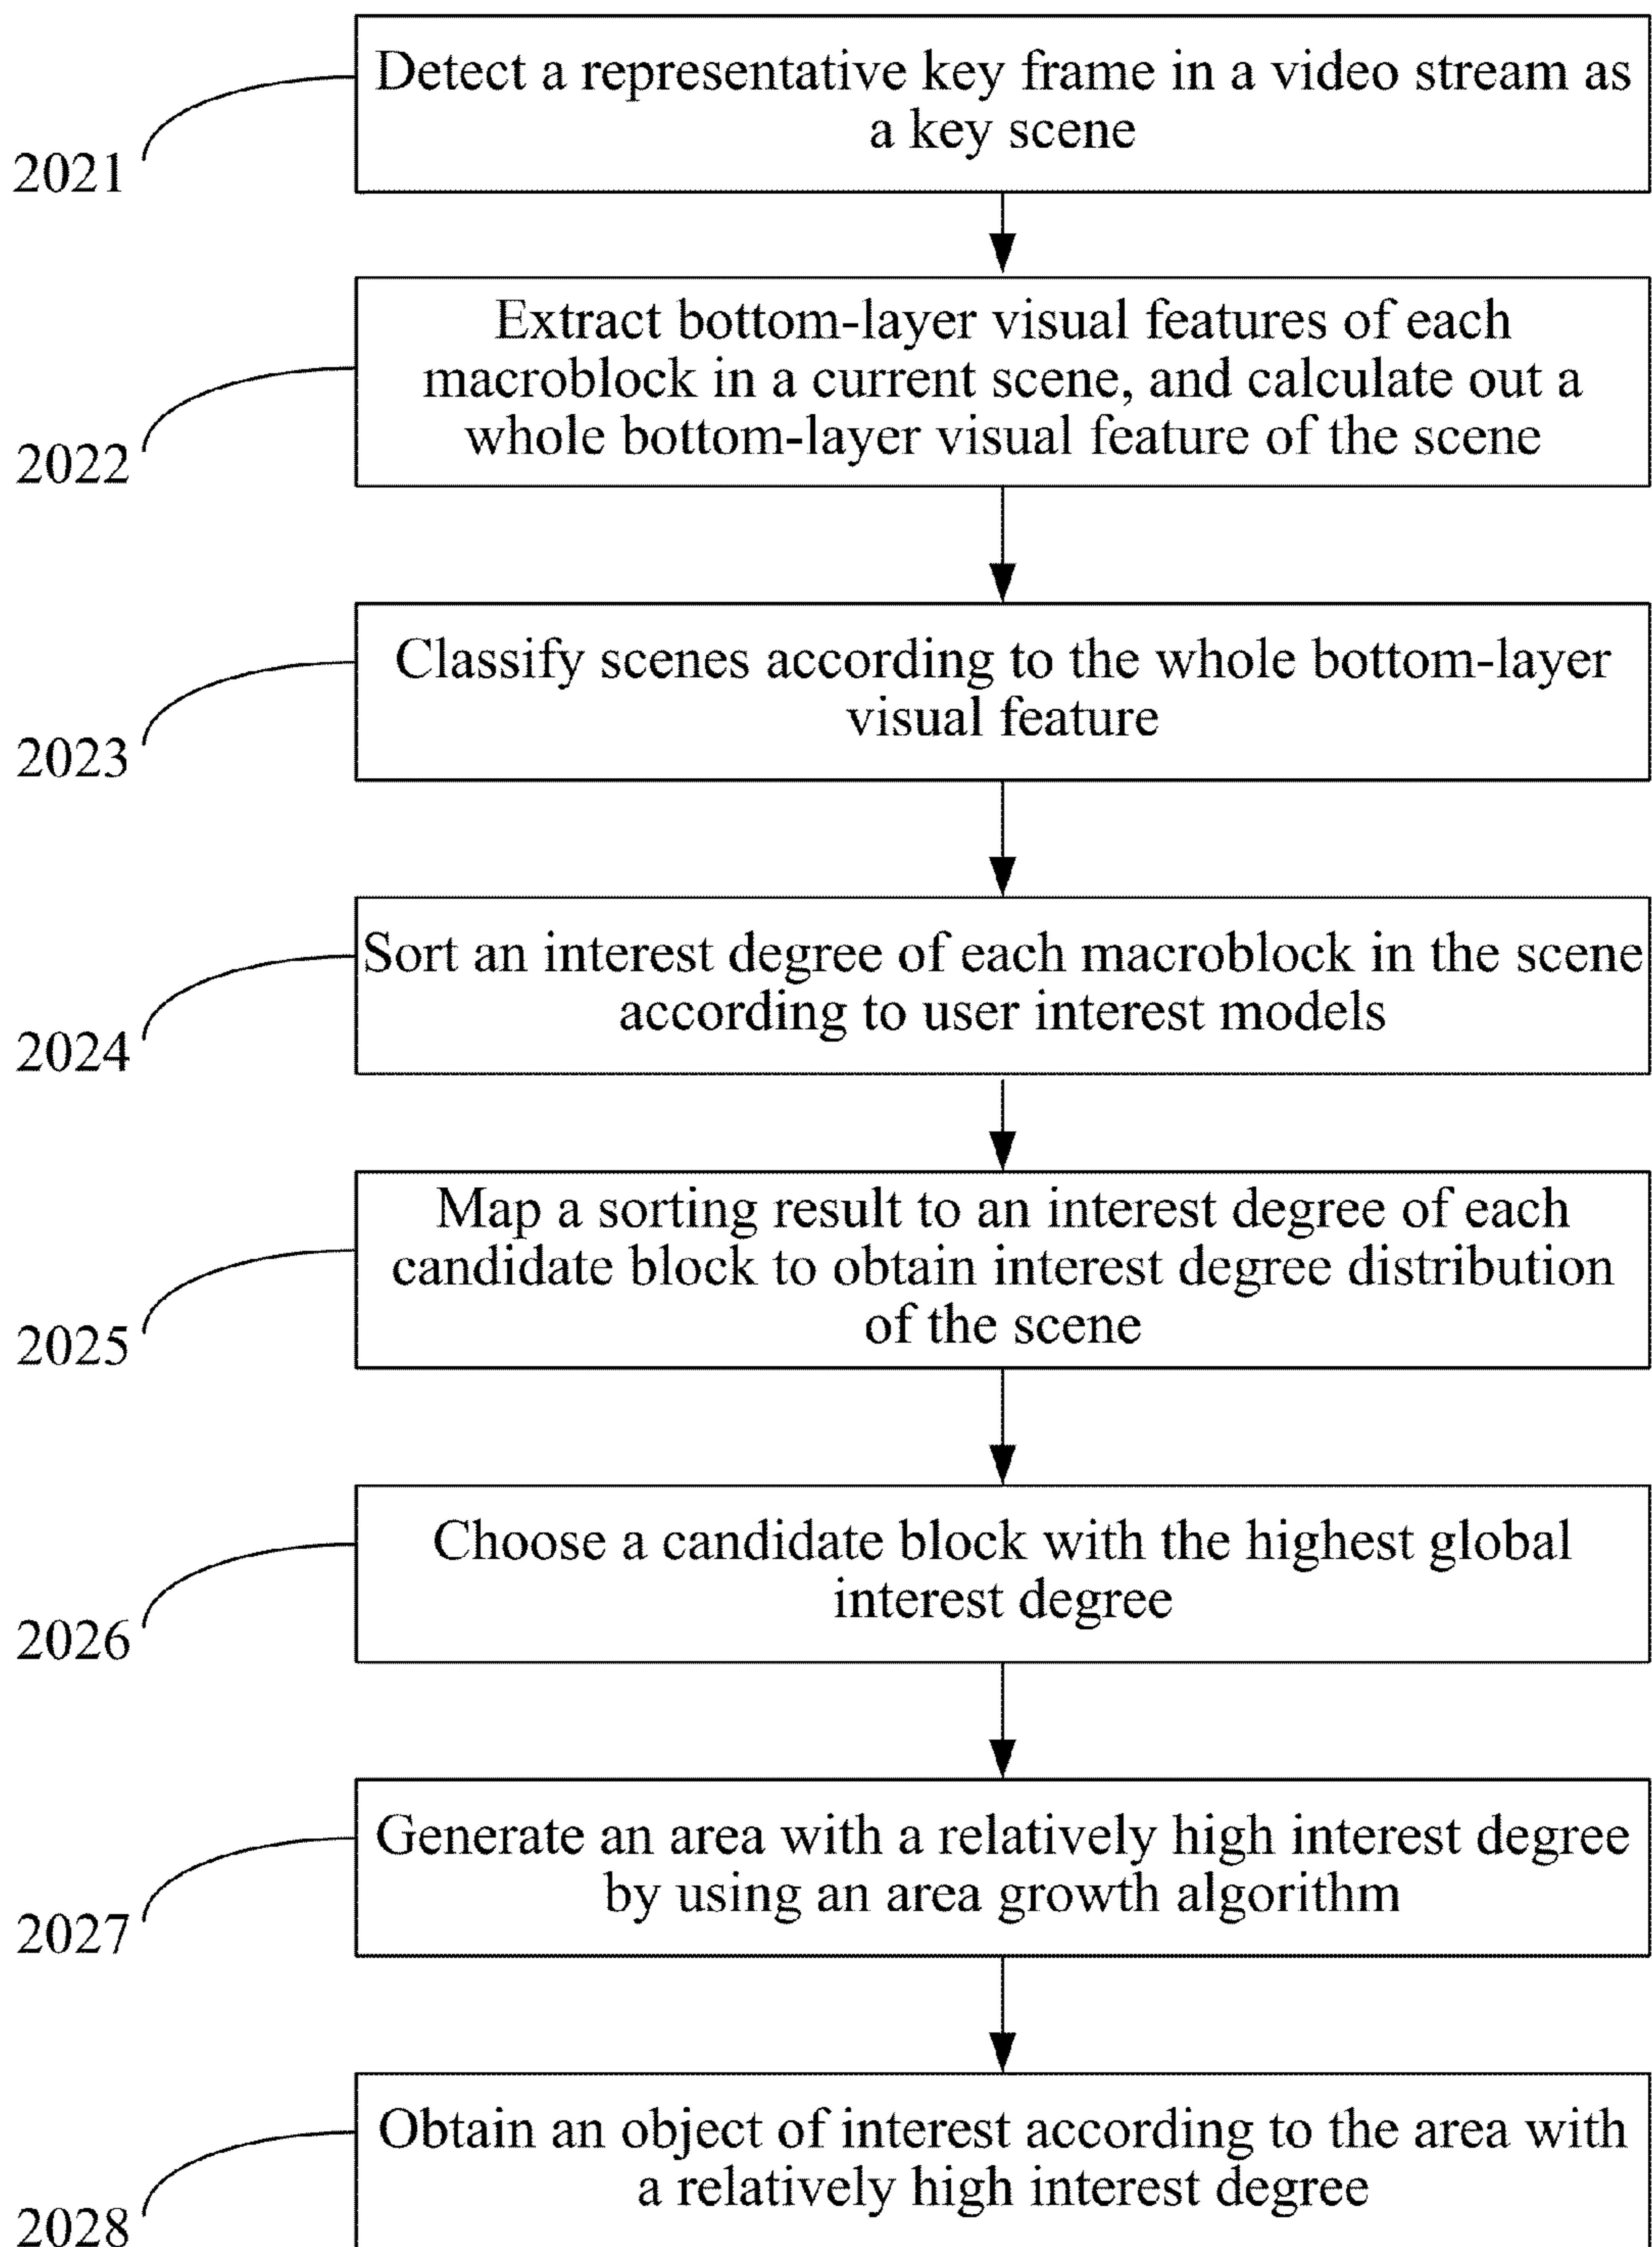 Detect a representative key frame in a video stream as
a key scene
2021
Extract bottom-layer visual features of each
macroblock in a current scene, and calculate out a
whole bottom-layer visual feature of the scene
2022
Classify scenes according to the whole bottom-layer
visual feature
2023
Sort an interest degree of each macroblock in the scene
according to user interest models
2024
Map a sorting result to an interest degree of each
candidate block to obtain interest degree distribution
of the scene
2025
Choose a candidate block with the highest global
interest degree
2026
Generate an area with a relatively high interest degree
by using an area growth algorithm
2027
Obtain an object of interest according to the area with
a relatively high interest degree
2028